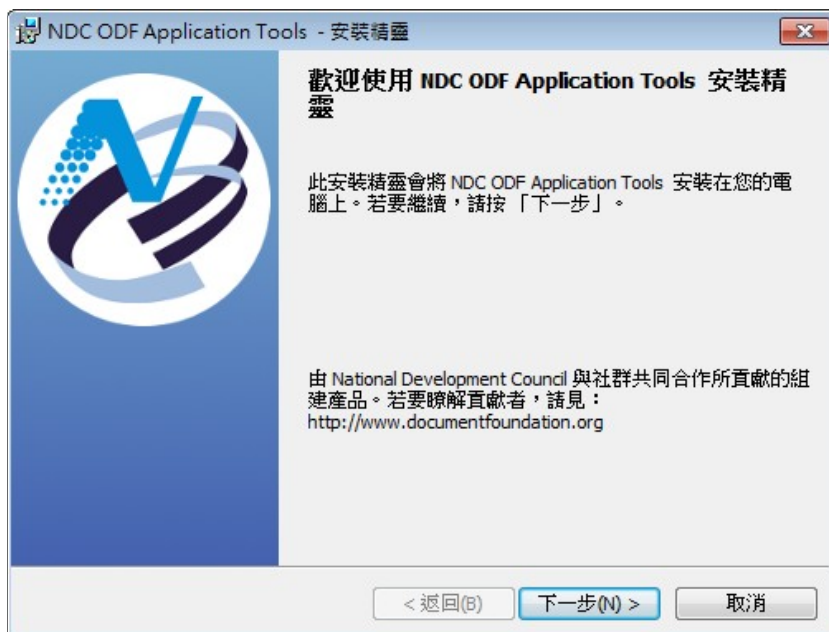 NDC ODF Application Tools - 安裝精靈
歡迎使用 NDC ODF Application Tools 安裝精
靈
此安裝精靈會將 NDC ODF Application Tools 安裝在您的電
腦上。若要繼續，請按「下一步」。
由 National Development Council 與社群共同合作所貢獻的組
建產品。若要瞭解貢獻者，請見：
http://www.documentfoundation.org
< 返回(B)
下一步(N) >
取消